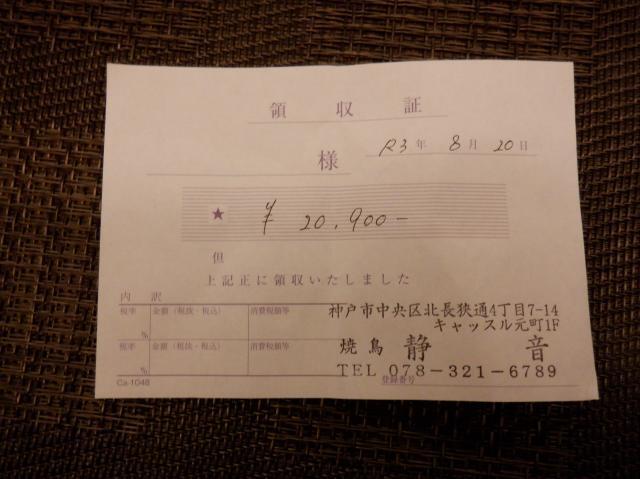 領収証
R3年 8月 20日
様
★ ¥ 20,900-
但
上記正に領収いたしました
内訳
税率 金額（税抜・税込） 消費税額等
%
税率 金額（税抜・税込） 消費税額等
%
神戸市中央区北長狭通4丁目7-14
キャッスル元町1F
焼鳥 静音
TEL 078-321-6789
Ca-1048
登録番号